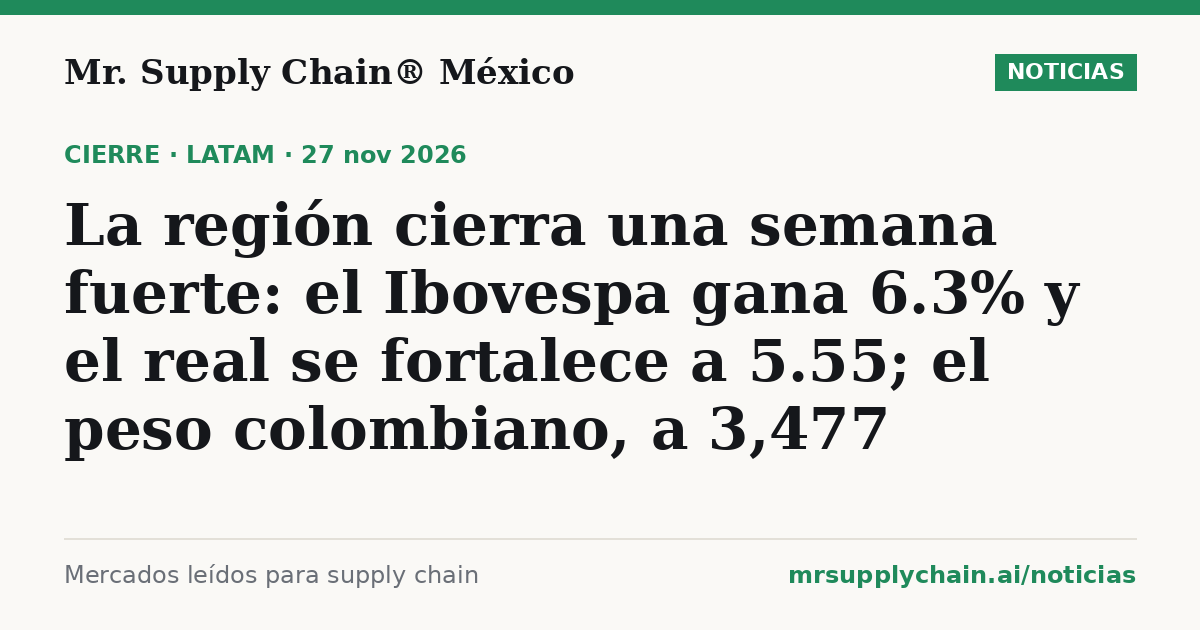 Mr. Supply Chain® México
NOTICIAS
CIERRE · LATAM · 27 nov 2026
La región cierra una semana
fuerte: el Ibovespa gana 6.3% y
el real se fortalece a 5.55; el
peso colombiano, a 3,477
Mercados leídos para supply chain
mrsupplychain.ai/noticias